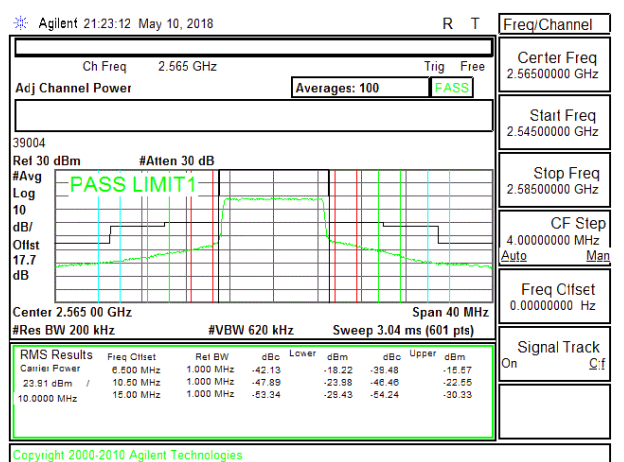 Agilent 21:23:12 May 10, 2018 R T
Freq/Channel
Center Freq
2.56500000 GHz
Start Freq
2.54500000 GHz
Stop Freq
2.58500000 GHz
CF Step
4.00000000 MHz
Auto Man
Freq Offset
0.00000000 Hz
Signal Track
On Off
Ch Freq 2.565 GHz Trig Free
Adj Channel Power Averages: 100 PASS
39004
Ref 30 dBm #Atten 30 dB
#Avg
Log
10
dB/
Offst
17.7
dB
PASS LIMIT1
Center 2.565 00 GHz Span 40 MHz
#Res BW 200 kHz #VBW 620 kHz Sweep 3.04 ms (601 pts)
RMS Results Freq Offset Ref BW dBc Lower dBm dBc Upper dBm
Carrier Power 6.500 MHz 1.000 MHz -42.13 -18.22 -39.48 -15.57
23.91 dBm / 10.50 MHz 1.000 MHz -47.89 -23.98 -46.46 -22.55
10.0000 MHz 15.00 MHz 1.000 MHz -53.34 -29.43 -54.24 -30.33
Copyright 2000-2010 Agilent Technologies